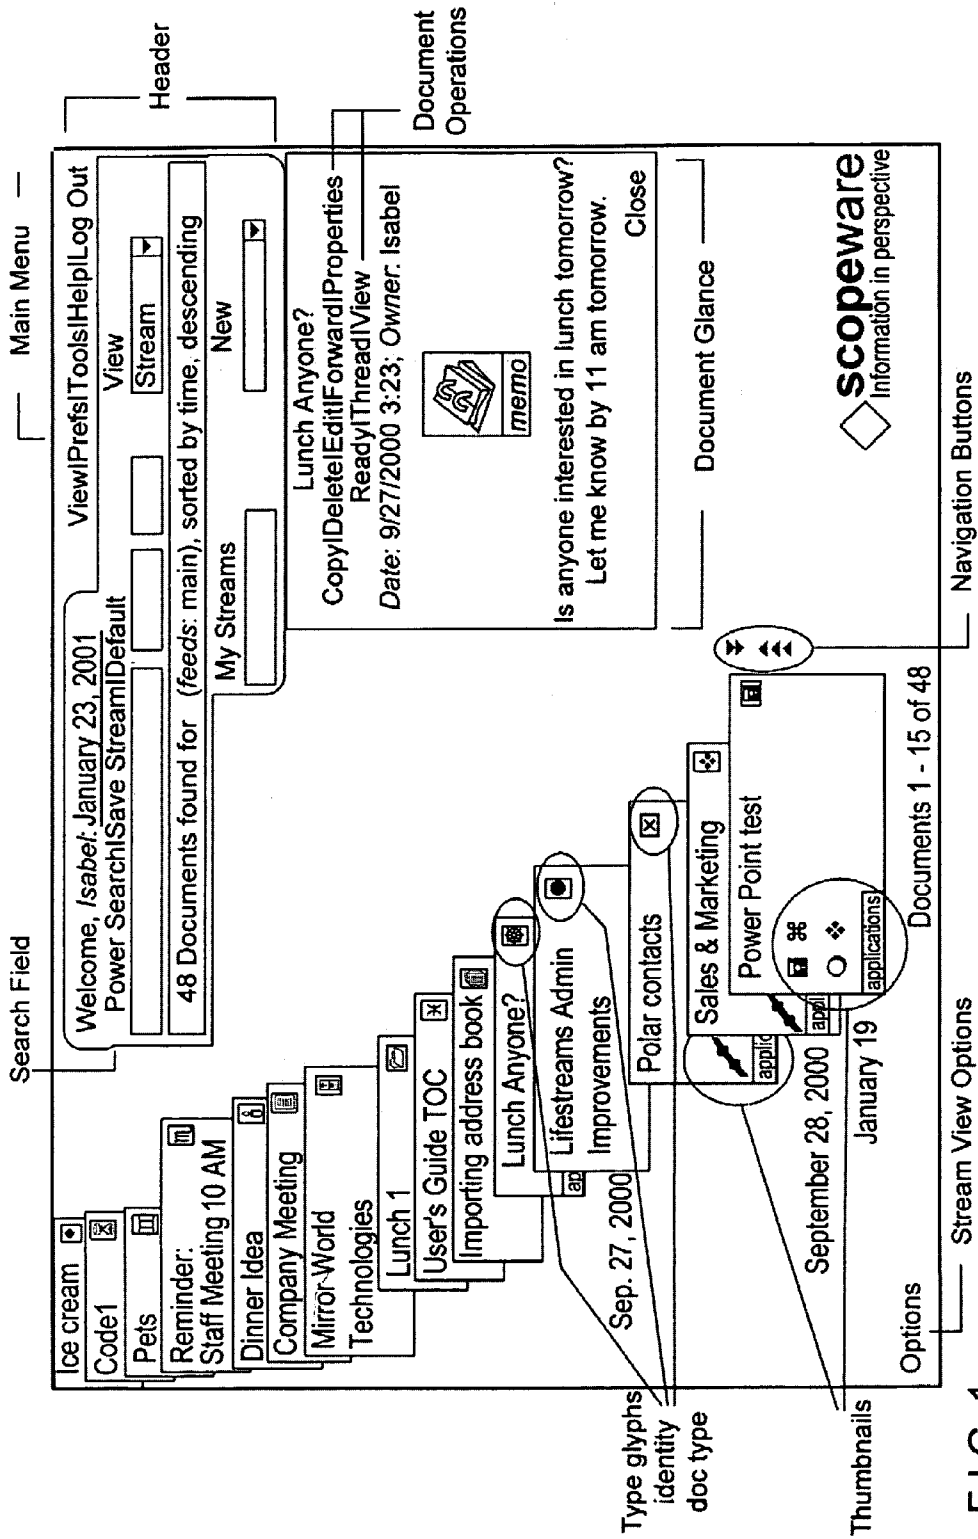 Main Menu
Search Field
Header
Welcome, Isabel: January 23, 2001
View|Prefs|Tools|Help|Log Out
Power Search|Save Stream|Default
View
Stream
48 Documents found for (feeds: main), sorted by time, descending
My Streams
New
Ice cream
Code1
Pets
Reminder:
Staff Meeting 10 AM
Dinner Idea
Company Meeting
Mirror World
Technologies
Lunch 1
User's Guide TOC
Importing address book
Lunch Anyone?
ap
Lifestreams Admin
Improvements
Polar contacts
applic
Sales & Marketing
appl
Power Point test
applications
Lunch Anyone?
Copy|Delete|Edit|Forward|Properties
Ready|Thread|View
Date: 9/27/2000 3:23; Owner: Isabel
memo
Is anyone interested in lunch tomorrow?
Let me know by 11 am tomorrow.
Close
Document
Operations
Document Glance
Sep. 27, 2000
September 28, 2000
January 19
Documents 1 - 15 of 48
Options
scopeware
Information in perspective
Navigation Buttons
Stream View Options
Type glyphs
identity
doc type
Thumbnails
FIG. 1